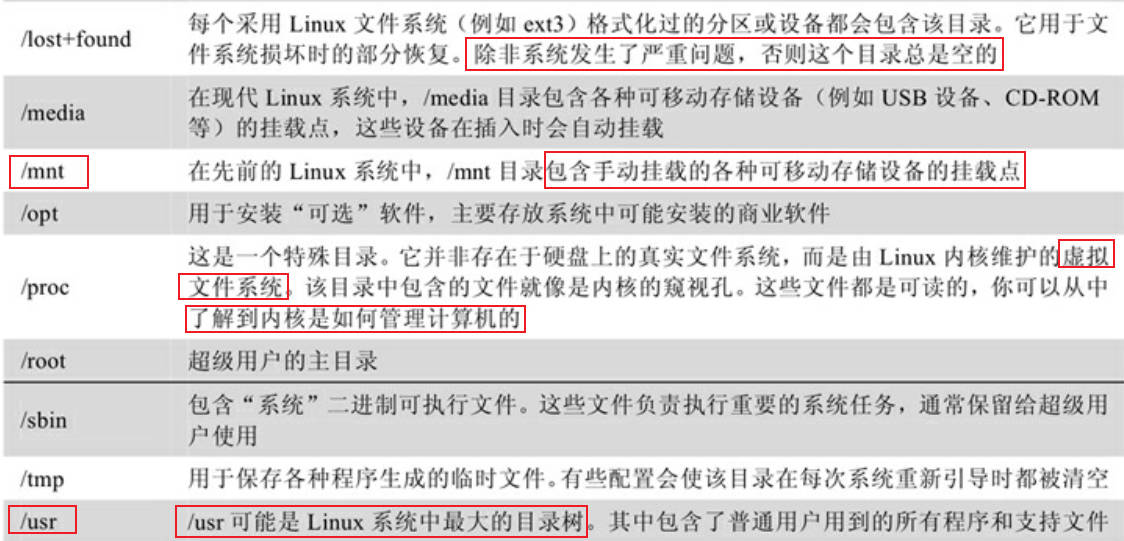 /lost+found
每个采用 Linux 文件系统（例如 ext3）格式化过的分区或设备都会包含该目录。它用于文
件系统损坏时的部分恢复。除非系统发生了严重问题，否则这个目录总是空的
/media
在现代 Linux 系统中，/media 目录包含各种可移动存储设备（例如 USB 设备、CD-ROM
等）的挂载点，这些设备在插入时会自动挂载
/mnt
在先前的 Linux 系统中，/mnt 目录包含手动挂载的各种可移动存储设备的挂载点
/opt
用于安装“可选”软件，主要存放系统中可能安装的商业软件
/proc
这是一个特殊目录。它并非存在于硬盘上的真实文件系统，而是由 Linux 内核维护的虚拟
文件系统。该目录中包含的文件就像是内核的窥视孔。这些文件都是可读的，你可以从中
了解到内核是如何管理计算机的
/root
超级用户的主目录
/sbin
包含“系统”二进制可执行文件。这些文件负责执行重要的系统任务，通常保留给超级用
户使用
/tmp
用于保存各种程序生成的临时文件。有些配置会使该目录在每次系统重新引导时都被清空
/usr
/usr 可能是 Linux 系统中最大的目录树。其中包含了普通用户用到的所有程序和支持文件